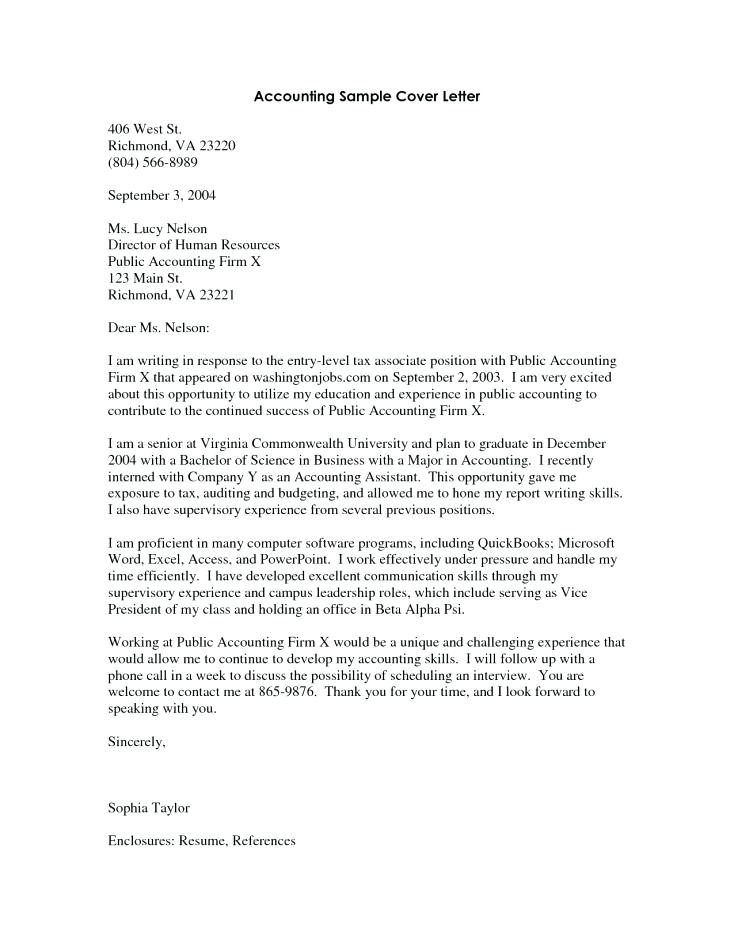 Accounting Sample Cover Letter
406 West St.
Richmond, VA 23220
(804) 566-8989
September 3, 2004
Ms. Lucy Nelson
Director of Human Resources
Public Accounting Firm X
123 Main St.
Richmond, VA 23221
Dear Ms. Nelson:
I am writing in response to the entry-level tax associate position with Public Accounting
Firm X that appeared on washingtonjobs.com on September 2, 2003.  I am very excited
about this opportunity to utilize my education and experience in public accounting to
contribute to the continued success of Public Accounting Firm X.
I am a senior at Virginia Commonwealth University and plan to graduate in December
2004 with a Bachelor of Science in Business with a Major in Accounting.  I recently
interned with Company Y as an Accounting Assistant.  This opportunity gave me
exposure to tax, auditing and budgeting, and allowed me to hone my report writing skills.
I also have supervisory experience from several previous positions.
I am proficient in many computer software programs, including QuickBooks; Microsoft
Word, Excel, Access, and PowerPoint.  I work effectively under pressure and handle my
time efficiently.  I have developed excellent communication skills through my
supervisory experience and campus leadership roles, which include serving as Vice
President of my class and holding an office in Beta Alpha Psi.
Working at Public Accounting Firm X would be a unique and challenging experience that
would allow me to continue to develop my accounting skills.  I will follow up with a
phone call in a week to discuss the possibility of scheduling an interview.  You are
welcome to contact me at 865-9876.  Thank you for your time, and I look forward to
speaking with you.
Sincerely,
Sophia Taylor
Enclosures: Resume, References